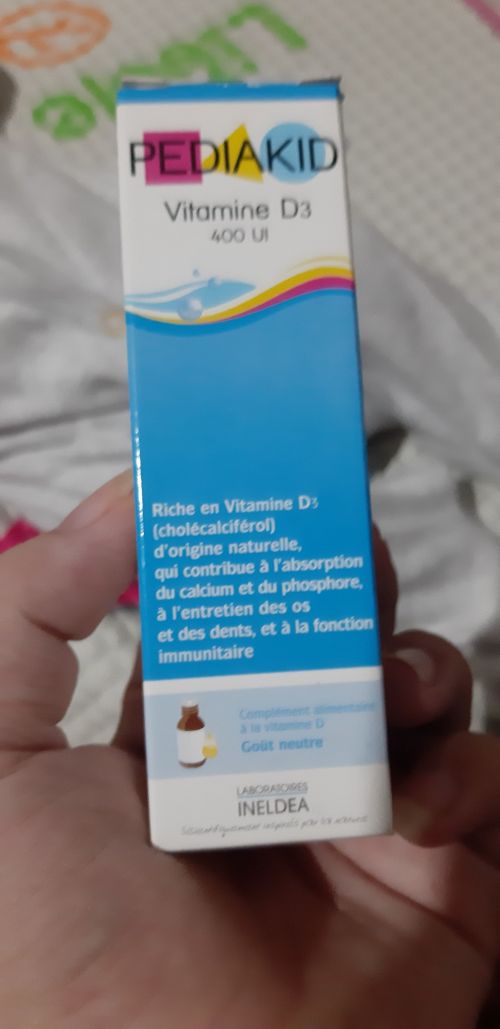 PEDIAKID
Vitamine D3
400 UI
Riche en Vitamine D3
(cholécalciférol)
d'origine naturelle,
qui contribue à l'absorption
du calcium et du phosphore,
à l'entretien des os
et des dents, et à la fonction
immunitaire
Complément alimentaire
à la vitamine D
Goût neutre
LABORATOIRES
INELDEA